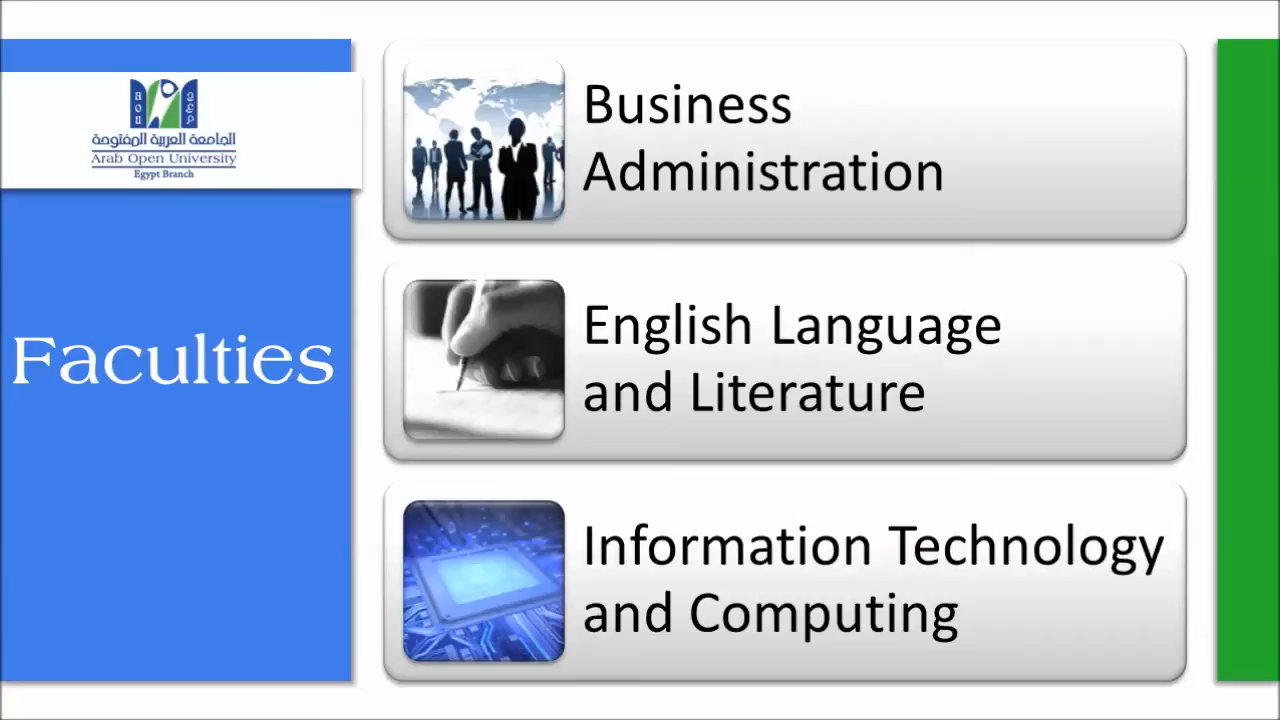 الجامعة العربية المفتوحة
Arab Open University
Egypt Branch
Faculties
Business
Administration
English Language
and Literature
Information Technology
and Computing